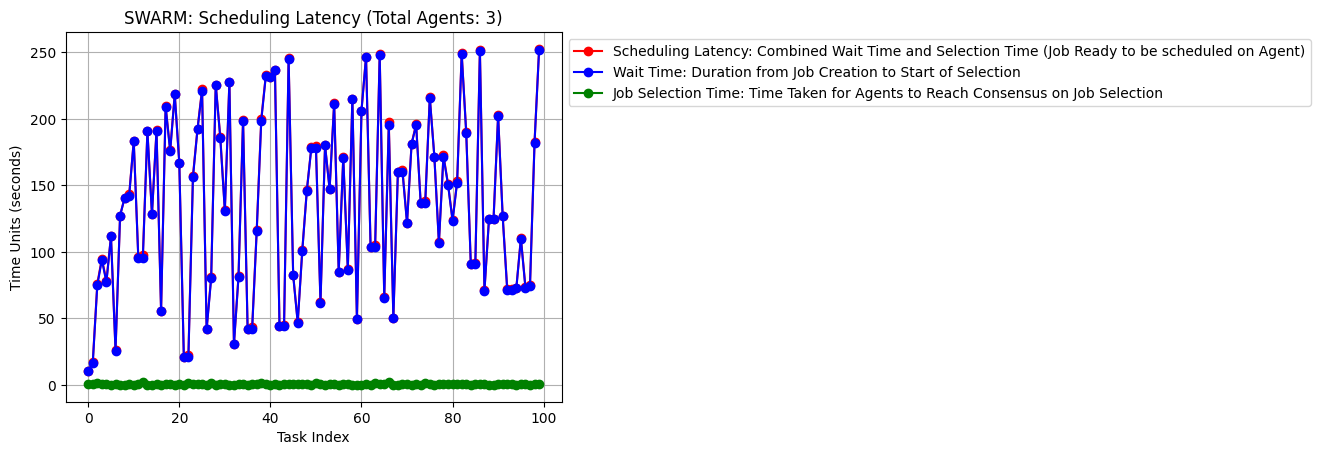 SWARM: Scheduling Latency (Total Agents: 3)
Scheduling Latency: Combined Wait Time and Selection Time (Job Ready to be scheduled on Agent)
Wait Time: Duration from Job Creation to Start of Selection
Job Selection Time: Time Taken for Agents to Reach Consensus on Job Selection
Time Units (seconds)
250
200
150
100
50
0
0 20 40 60 80 100
Task Index